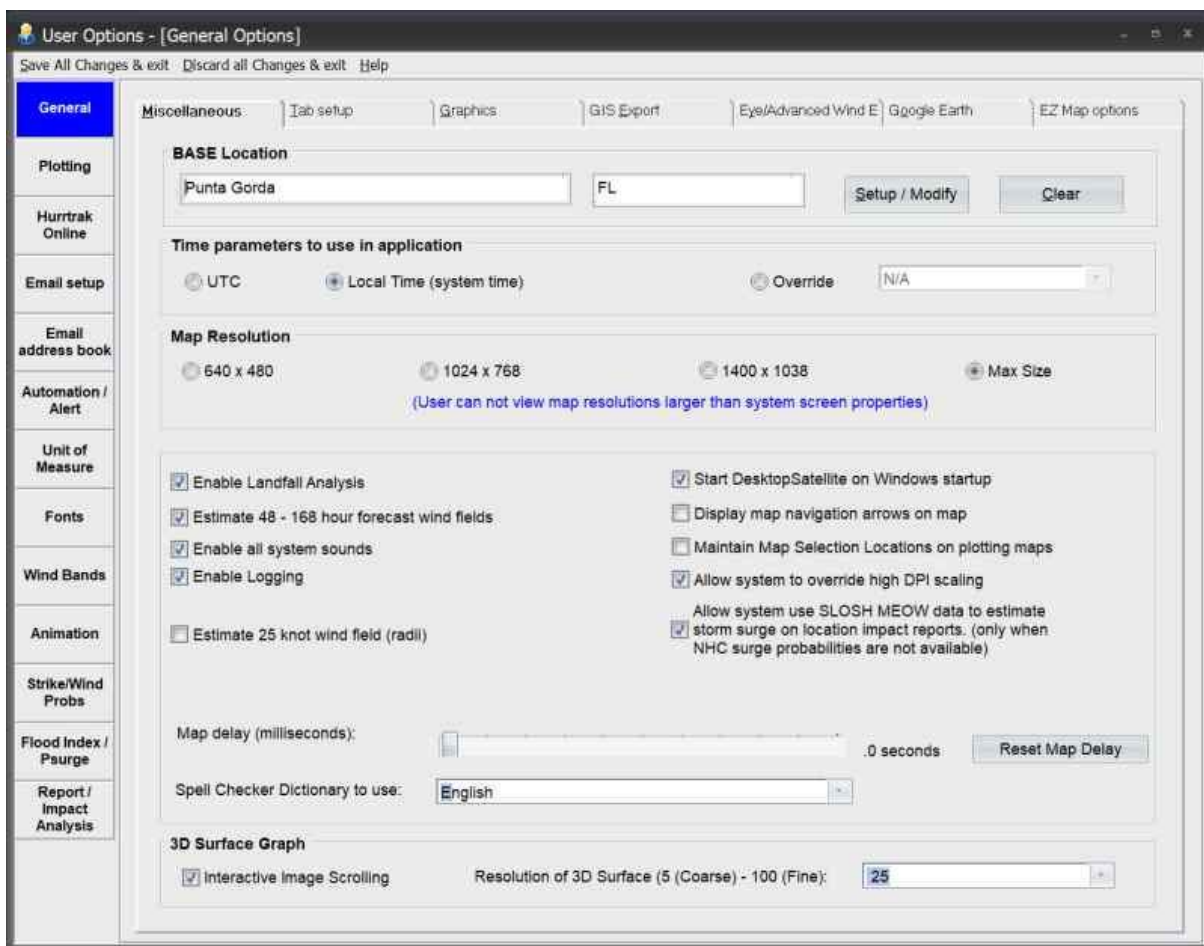 User Options - [General Options]
Save All Changes & exit Discard all Changes & exit Help
General
Plotting
Hurrtrak
Online
Email setup
Email
address book
Automation /
Alert
Unit of
Measure
Fonts
Wind Bands
Animation
Strike/Wind
Probs
Flood Index /
Psurge
Report /
Impact
Analysis
Miscellaneous Tab setup Graphics GIS Export Eye/Advanced Wind E Google Earth EZ Map options
BASE Location
Punta Gorda FL Setup / Modify Clear
Time parameters to use in application
UTC Local Time (system time) Override N/A
Map Resolution
640 x 480 1024 x 768 1400 x 1038 Max Size
(User can not view map resolutions larger than system screen properties)
Enable Landfall Analysis
Estimate 48 - 168 hour forecast wind fields
Enable all system sounds
Enable Logging
Estimate 25 knot wind field (radii)
Start DesktopSatellite on Windows startup
Display map navigation arrows on map
Maintain Map Selection Locations on plotting maps
Allow system to override high DPI scaling
Allow system use SLOSH MEOW data to estimate
storm surge on location impact reports. (only when
NHC surge probabilities are not available)
Map delay (milliseconds): .0 seconds Reset Map Delay
Spell Checker Dictionary to use: English
3D Surface Graph
Interactive Image Scrolling Resolution of 3D Surface (5 (Coarse) - 100 (Fine): 25